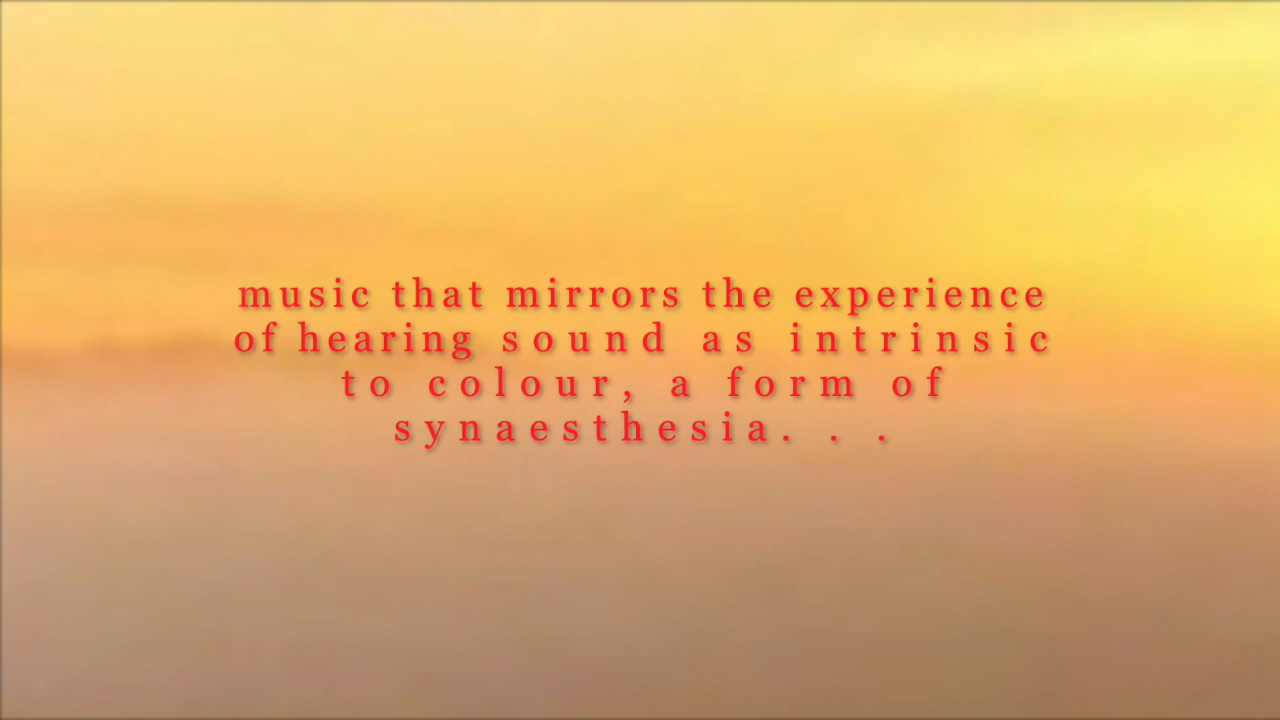 music that mirrors the experience
of hearing sound as intrinsic
to colour, a form of
synaesthesia. . .